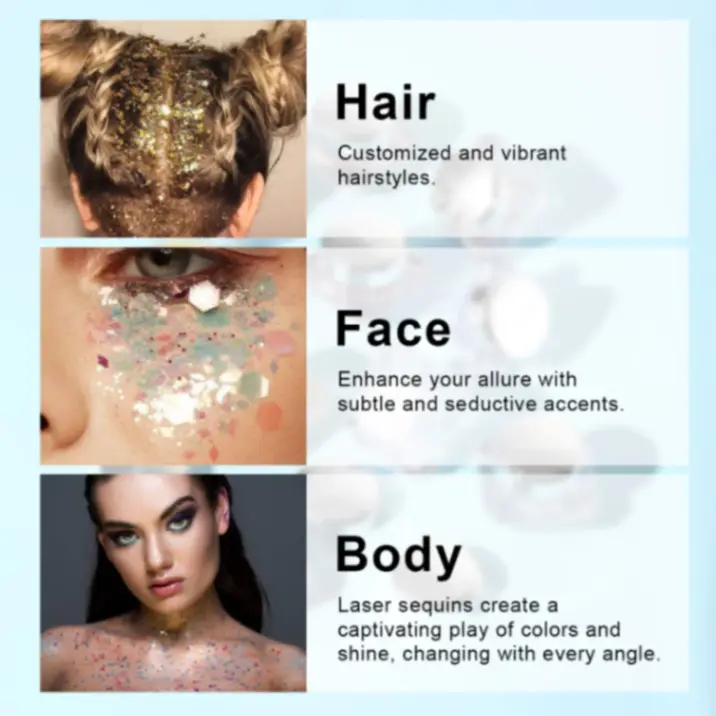 Hair
Customized and vibrant
hairstyles.
Face
Enhance your allure with
subtle and seductive accents.
Body
Laser sequins create a
captivating play of colors and
shine, changing with every angle.